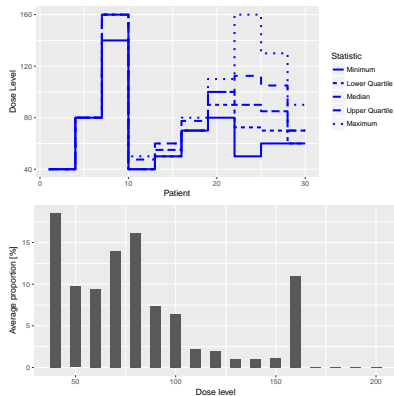 160
120
80
40
Dose Level
0
10
20
30
Patient
Statistic
Minimum
Lower Quartile
Median
Upper Quartile
Maximum
15
10
5
0
Average proportion [%]
50
100
150
200
Dose level